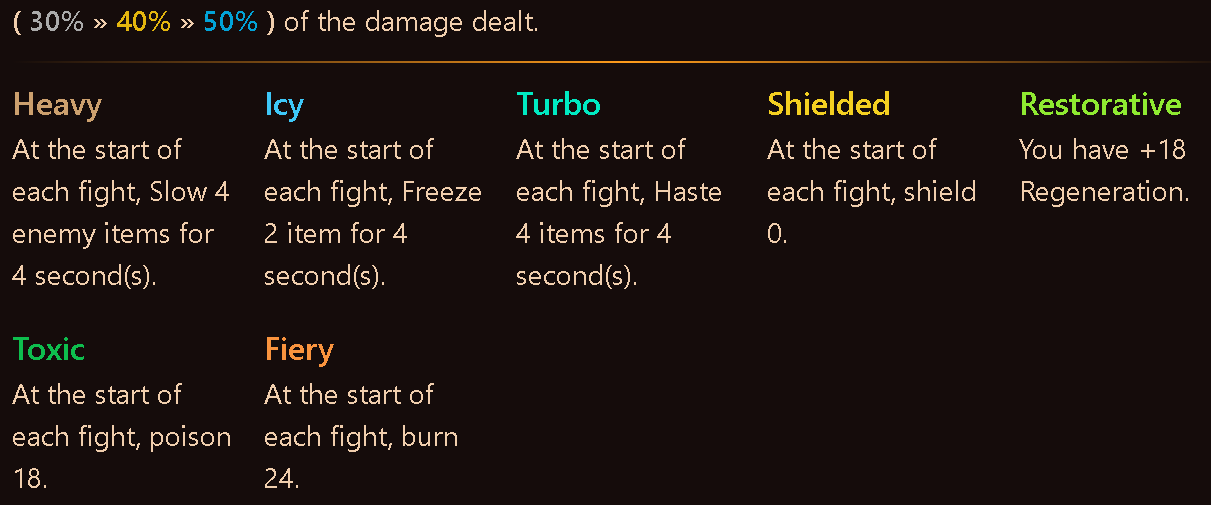 ( 30% » 40% » 50% ) of the damage dealt.
Heavy
At the start of
each fight, Slow 4
enemy items for
4 second(s).
Icy
At the start of
each fight, Freeze
2 item for 4
second(s).
Turbo
At the start of
each fight, Haste
4 items for 4
second(s).
Shielded
At the start of
each fight, shield
0.
Restorative
You have +18
Regeneration.
Toxic
At the start of
each fight, poison
18.
Fiery
At the start of
each fight, burn
24.